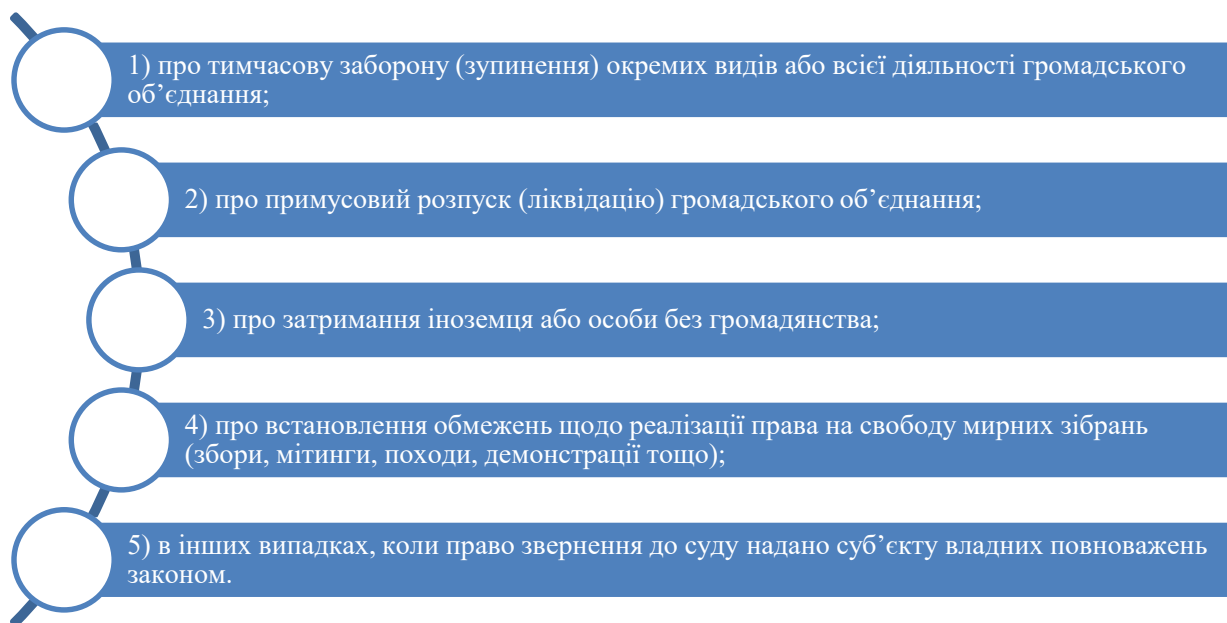 1) про тимчасову заборону (зупинення) окремих видів або всієї діяльності громадського
об’єднання;
2) про примусовий розпуск (ліквідацію) громадського об’єднання;
3) про затримання іноземця або особи без громадянства;
4) про встановлення обмежень щодо реалізації права на свободу мирних зібрань
(збори, мітинги, походи, демонстрації тощо);
5) в інших випадках, коли право звернення до суду надано суб’єкту владних повноважень
законом.